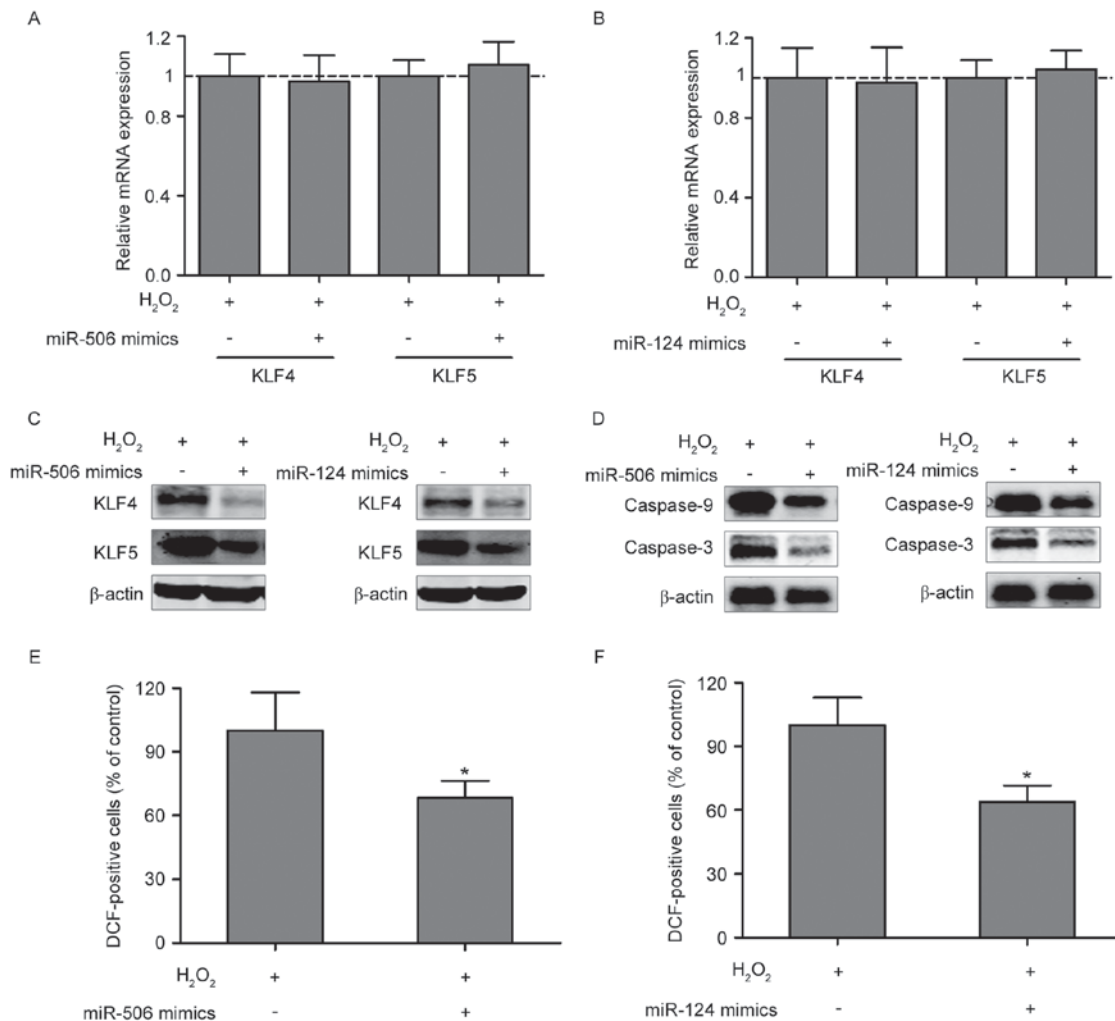 A
Relative mRNA expression
1.2
1
0.8
0.4
0.0
H₂O₂ + + + +
miR-506 mimics - + - +
KLF4 KLF5
B
Relative mRNA expression
1.2
1
0.8
0.4
0.0
H₂O₂ + + + +
miR-124 mimics - + - +
KLF4 KLF5
C
H₂O₂ + +
miR-506 mimics - +
KLF4
KLF5
β-actin
H₂O₂ + +
miR-124 mimics - +
KLF4
KLF5
β-actin
D
H₂O₂ + +
miR-506 mimics - +
Caspase-9
Caspase-3
β-actin
H₂O₂ + +
miR-124 mimics - +
Caspase-9
Caspase-3
β-actin
E
DCF-positive cells (% of control)
120
90
60
30
0
*
H₂O₂ + +
miR-506 mimics - +
F
DCF-positive cells (% of control)
120
90
60
30
0
*
H₂O₂ + +
miR-124 mimics - +